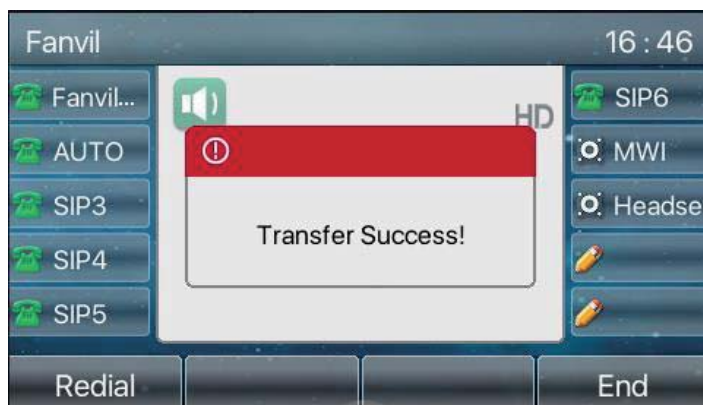 Fanvil
16 : 46
Fanvil...
AUTO
SIP3
SIP4
SIP5
HD
Transfer Success!
SIP6
MWI
Headse
Redial
End